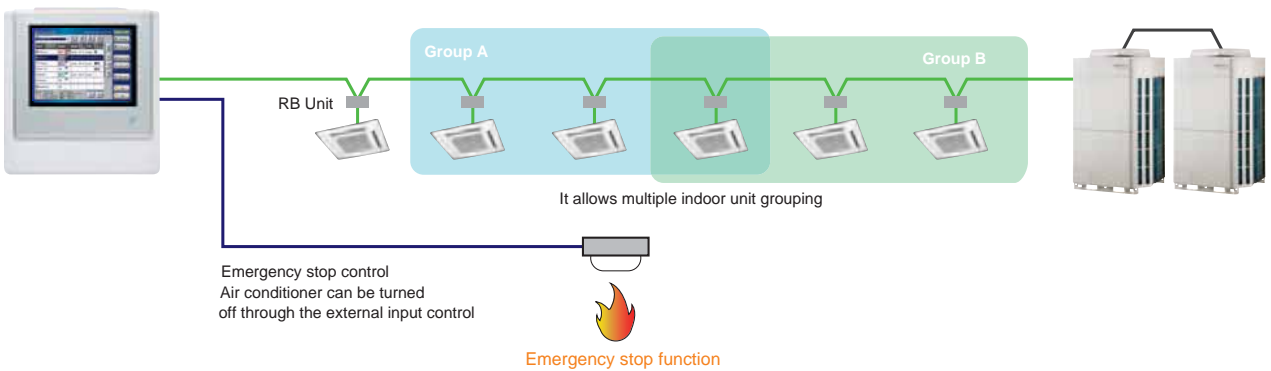 Group A
Group B
RB Unit
It allows multiple indoor unit grouping
Emergency stop control
Air conditioner can be turned
off through the external input control
Emergency stop function